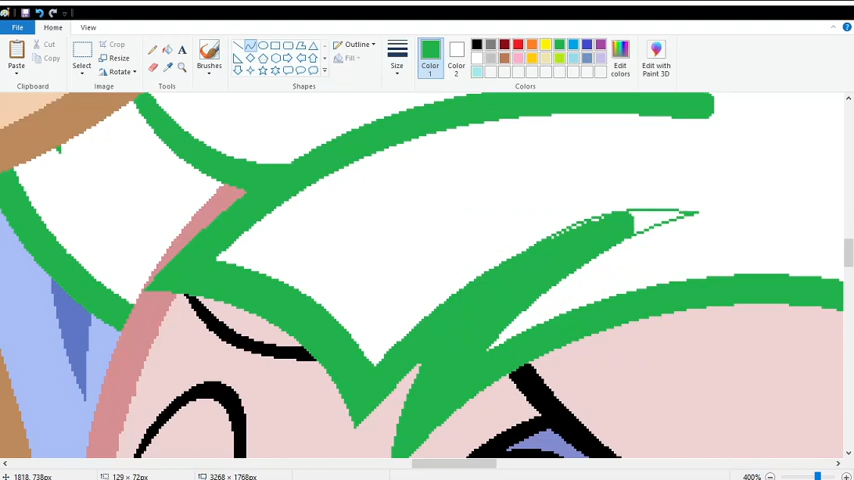 File Home View
Paste Cut Copy
Clipboard
Select Crop Resize Rotate
Image
A
Tools
Brushes
Outline Fill
Shapes
Size
Color 1 Color 2
Edit colors
Colors
Edit with Paint 3D
1818, 738px 129 × 72px 3268 × 1768px 400%